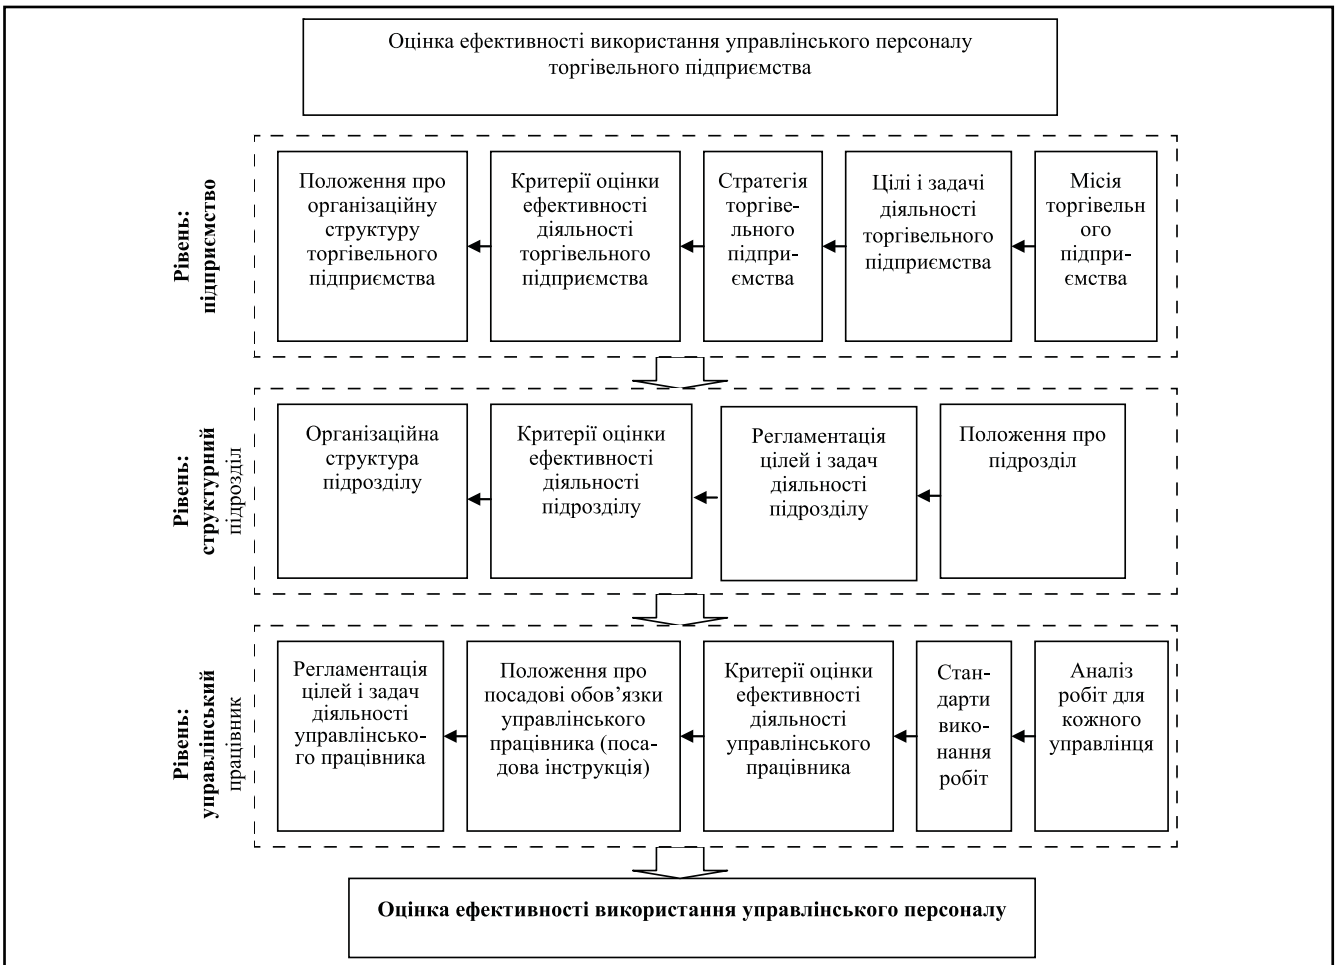 Оцінка ефективності використання управлінського персоналу
торгівельного підприємства
Рівень:
підприємство
Положення про
організаційну
структуру
торгівельного
підприємства
Критерії оцінки
ефективності
діяльності
торгівельного
підприємства
Стратегія
торгіве-
льного
підпри-
ємства
Цілі і задачі
діяльності
торгівельного
підприємства
Місія
торгівельн
ого
підпри-
ємства
Рівень:
структурний
підрозділ
Організаційна
структура
підрозділу
Критерії оцінки
ефективності
діяльності
підрозділу
Регламентація
цілей і задач
діяльності
підрозділу
Положення про
підрозділ
Рівень:
управлінський
працівник
Регламентація
цілей і задач
діяльності
управлінсько-
го працівника
Положення про
посадові обов’язки
управлінського
працівника (поса-
дова інструкція)
Критерії оцінки
ефективності
діяльності
управлінського
працівника
Стан-
дарти
вико-
нання
робіт
Аналіз
робіт для
кожного
управлінця
Оцінка ефективності використання управлінського персоналу